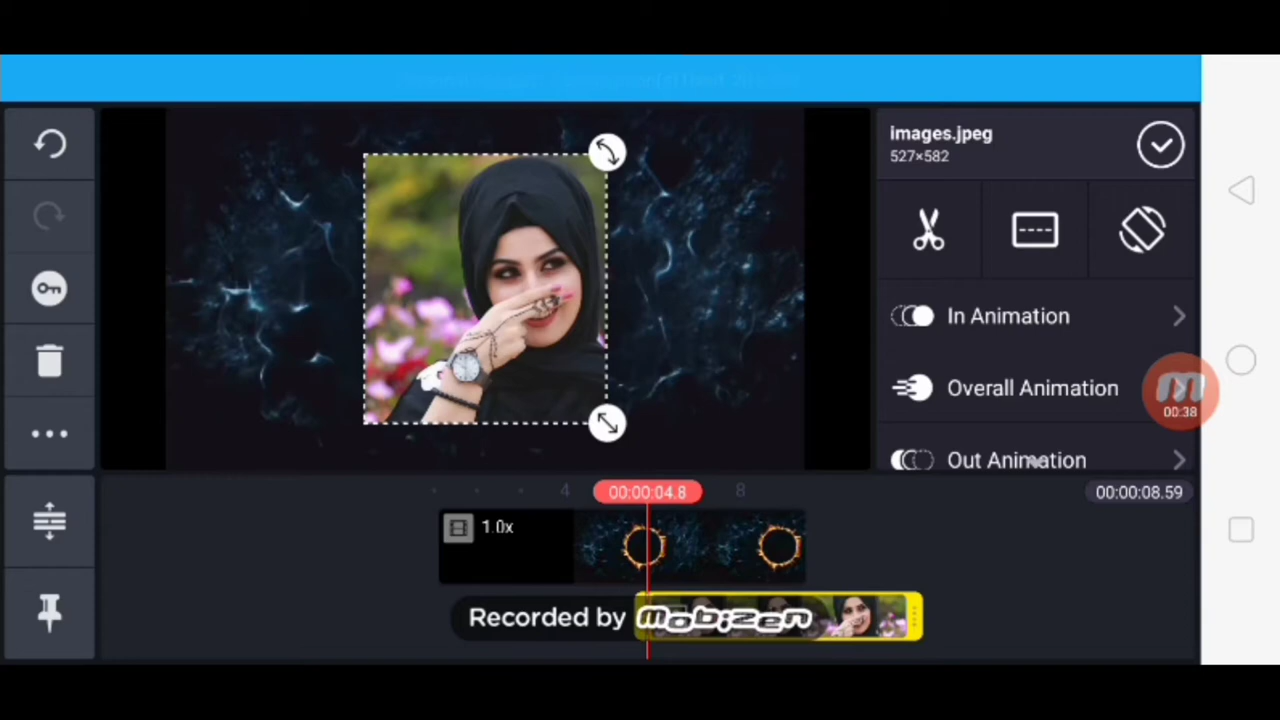 images.jpeg
527×582
In Animation
Overall Animation
00:38
Out Animation
4
00:00:04.8
8
00:00:08.59
1.0x
Recorded by mobizen